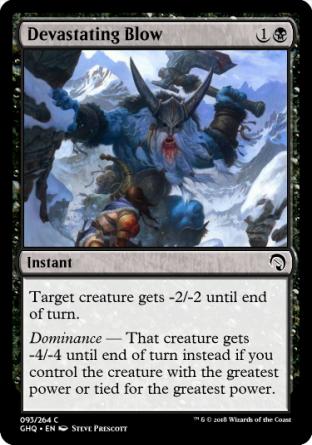 Devastating Blow 1
Instant
Target creature gets -2/-2 until end
of turn.
Dominance — That creature gets
-4/-4 until end of turn instead if you
control the creature with the greatest
power or tied for the greatest power.
093/264 C
GHQ • EN Steve Prescott
™ & © 2018 Wizards of the Coast